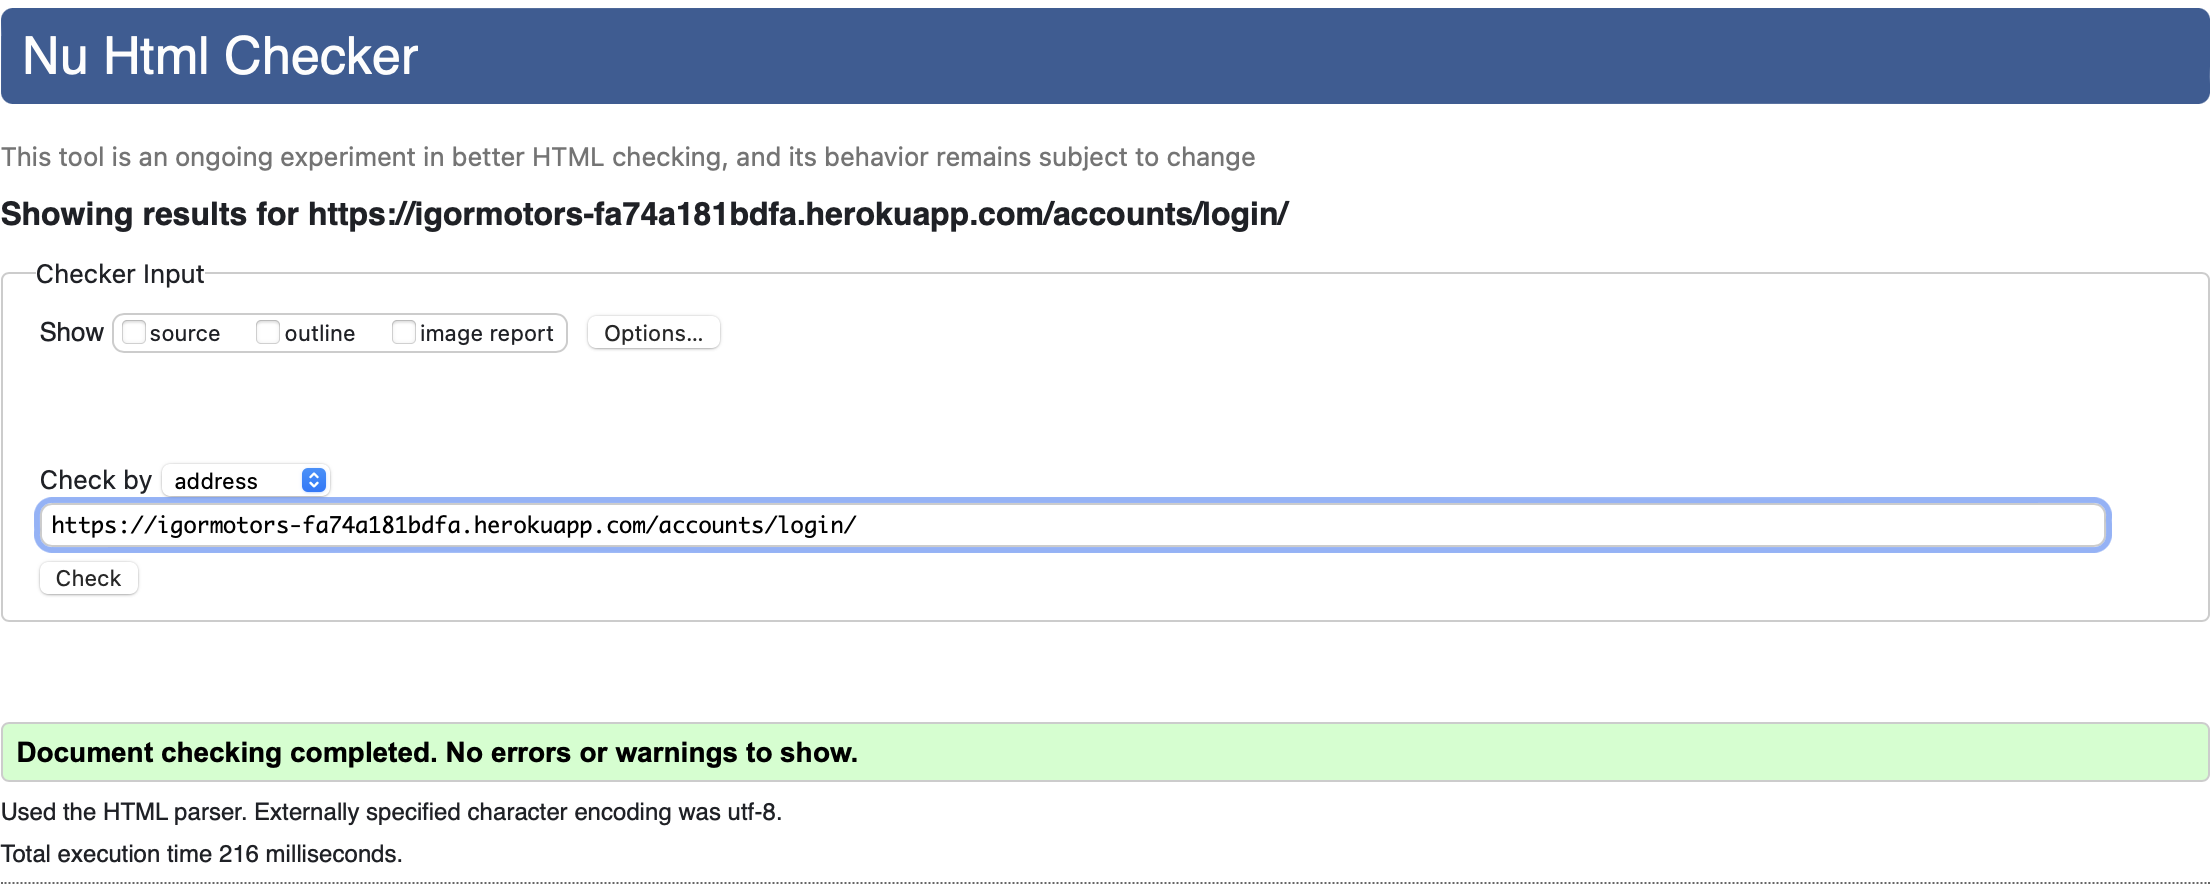 Nu Html Checker
This tool is an ongoing experiment in better HTML checking, and its behavior remains subject to change
Showing results for https://igormotors-fa74a181bdfa.herokuapp.com/accounts/login/
Checker Input
Show source outline image report Options...
Check by address
https://igormotors-fa74a181bdfa.herokuapp.com/accounts/login/
Check
Document checking completed. No errors or warnings to show.
Used the HTML parser. Externally specified character encoding was utf-8.
Total execution time 216 milliseconds.